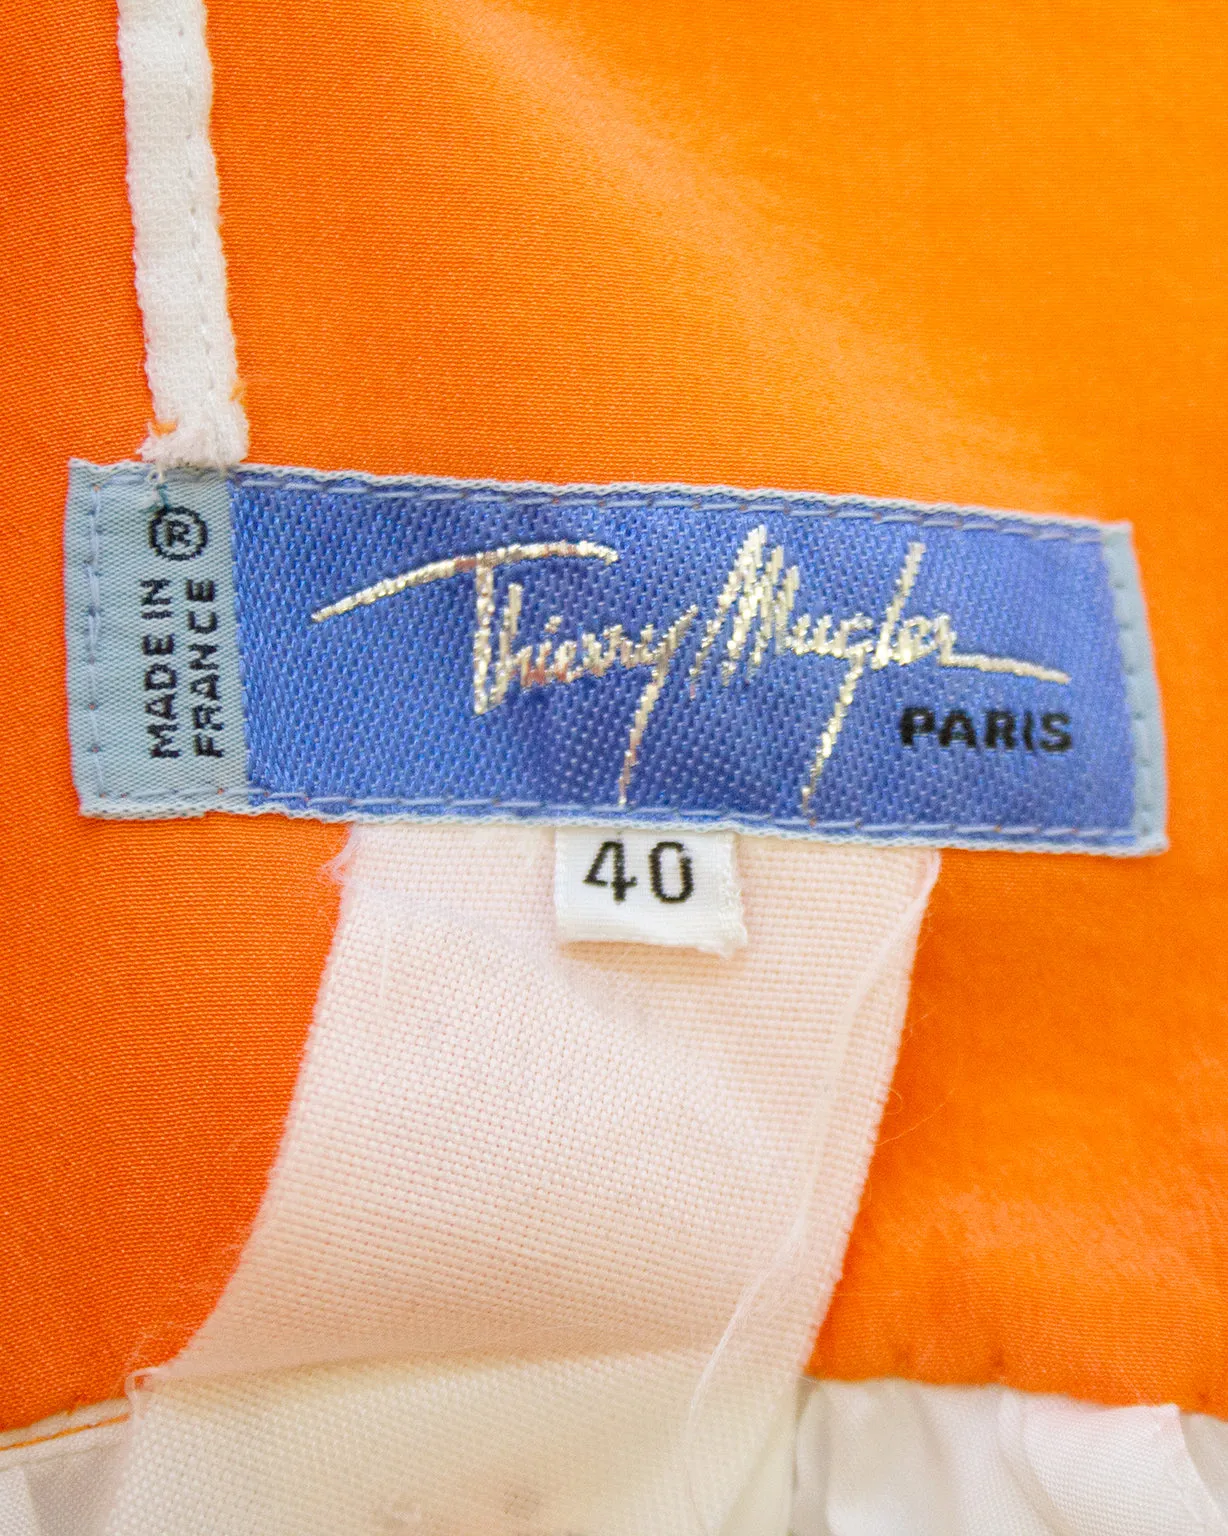 ®
MADE IN
FRANCE
Thierry Mugler
PARIS
40